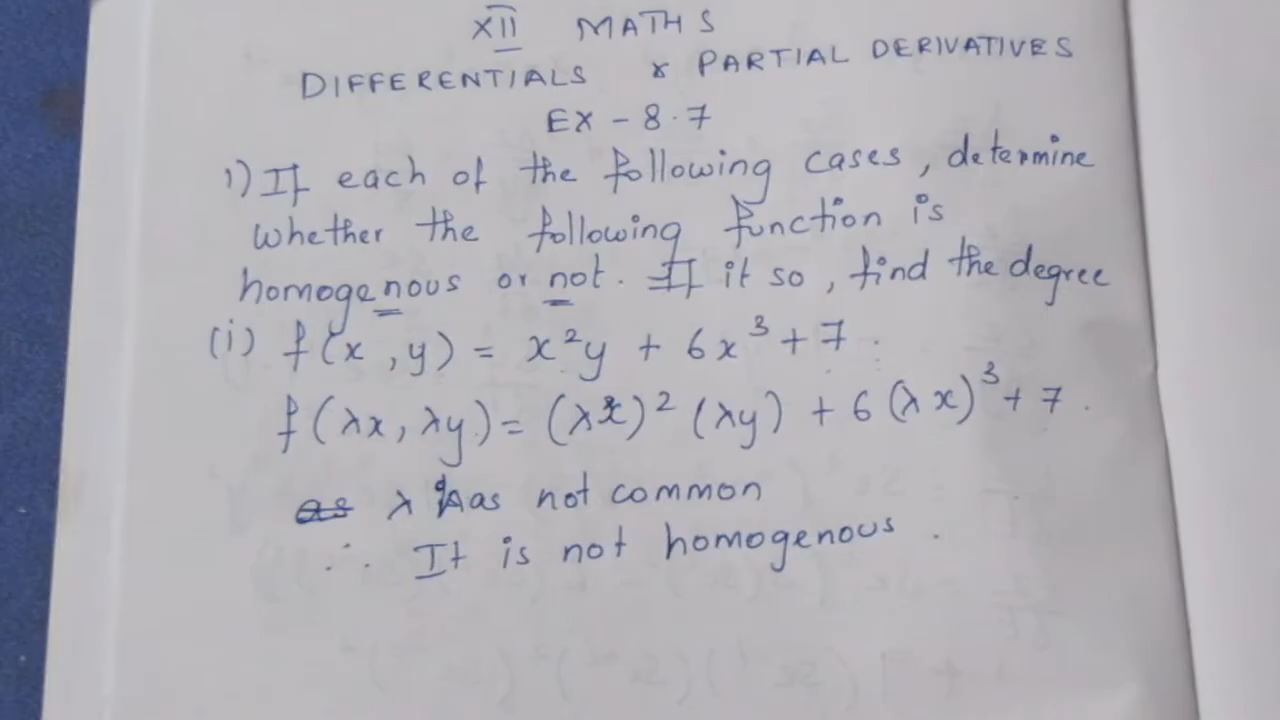 XII MATHS
DIFFERENTIALS & PARTIAL DERIVATIVES
EX - 8.7
1) If each of the following cases, determine
whether the following function is
homogenous or not. If it so, find the degree
(i) f(x, y) = x²y + 6x³ + 7.
f(λx, λy) = (λx)² (λy) + 6 (λx)³ + 7.
as λ has not common
∴ It is not homogenous.